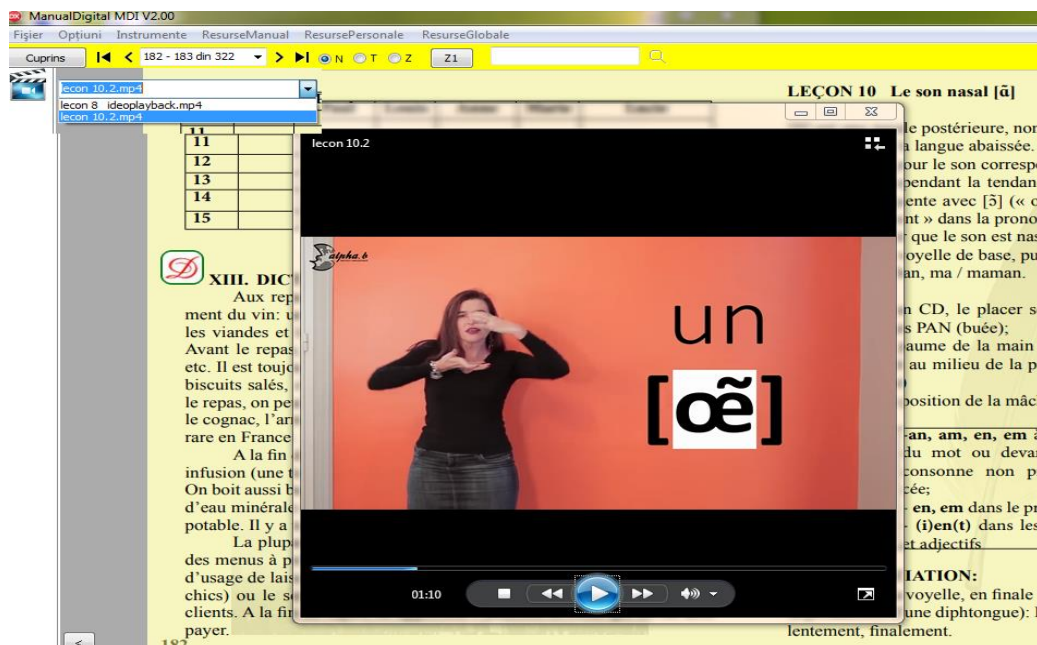 ManualDigital MDI V2.00
Fişier Opţiuni Instrumente ResurseManual ResursePersonale ResurseGlobale
Cuprins 182 - 183 din 322 N T Z Z1
lecon 10.2.mp4
lecon 8 ideoplayback.mp4
lecon 10.2.mp4
11
11
12
13
14
15
XIII. DICT
Aux rep
ment du vin: u
les viandes et
Avant le repas
etc. Il est toujo
biscuits salés,
le repas, on pe
le cognac, l'arm
rare en France
A la fin
infusion (une t
On boit aussi b
d'eau minérale
potable. Il y a
La plup
des menus à p
d'usage de lais
chics) ou le se
clients. A la fin
payer.
182
lecon 10.2
alpha.b
un
[œ̃]
01:10
LEÇON 10 Le son nasal [ã]
le postérieure, non
a langue abaissée.
our le son corresp
pendant la tendan
ente avec [ɔ̃] (« o
nt » dans la prono
r que le son est nas
oyelle de base, pu
an, ma / maman.
n CD, le placer s
s PAN (buée);
aume de la main
au milieu de la p
position de la mâc
-an, am, en, em à
du mot ou devan
consonne non p
cée;
en, em dans le pr
(i)en(t) dans les
et adjectifs
IATION:
voyelle, en finale
une diphtongue): l
lentement, finalement.